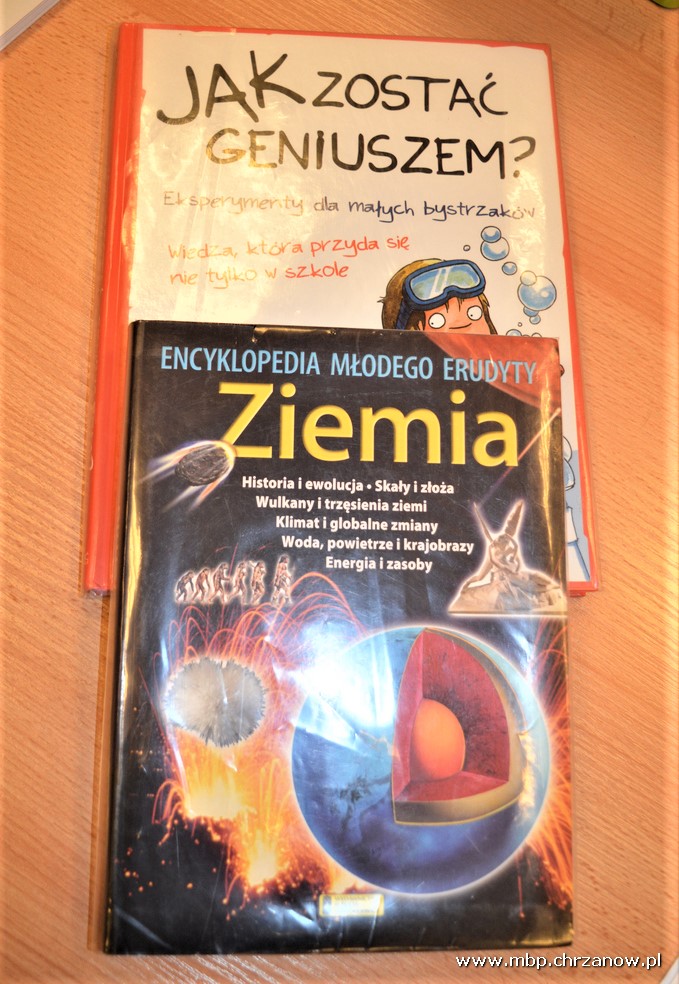 JAK ZOSTAĆ
GENIUSZEM?
Eksperymenty dla małych bystrzaków
Wiedza, która przyda się
nie tylko w szkole
ENCYKLOPEDIA MŁODEGO ERUDYTY
Ziemia
Historia i ewolucja • Skały i złoża
Wulkany i trzęsienia ziemi
Klimat i globalne zmiany
Woda, powietrze i krajobrazy
Energia i zasoby
www.mbp.chrzanow.pl